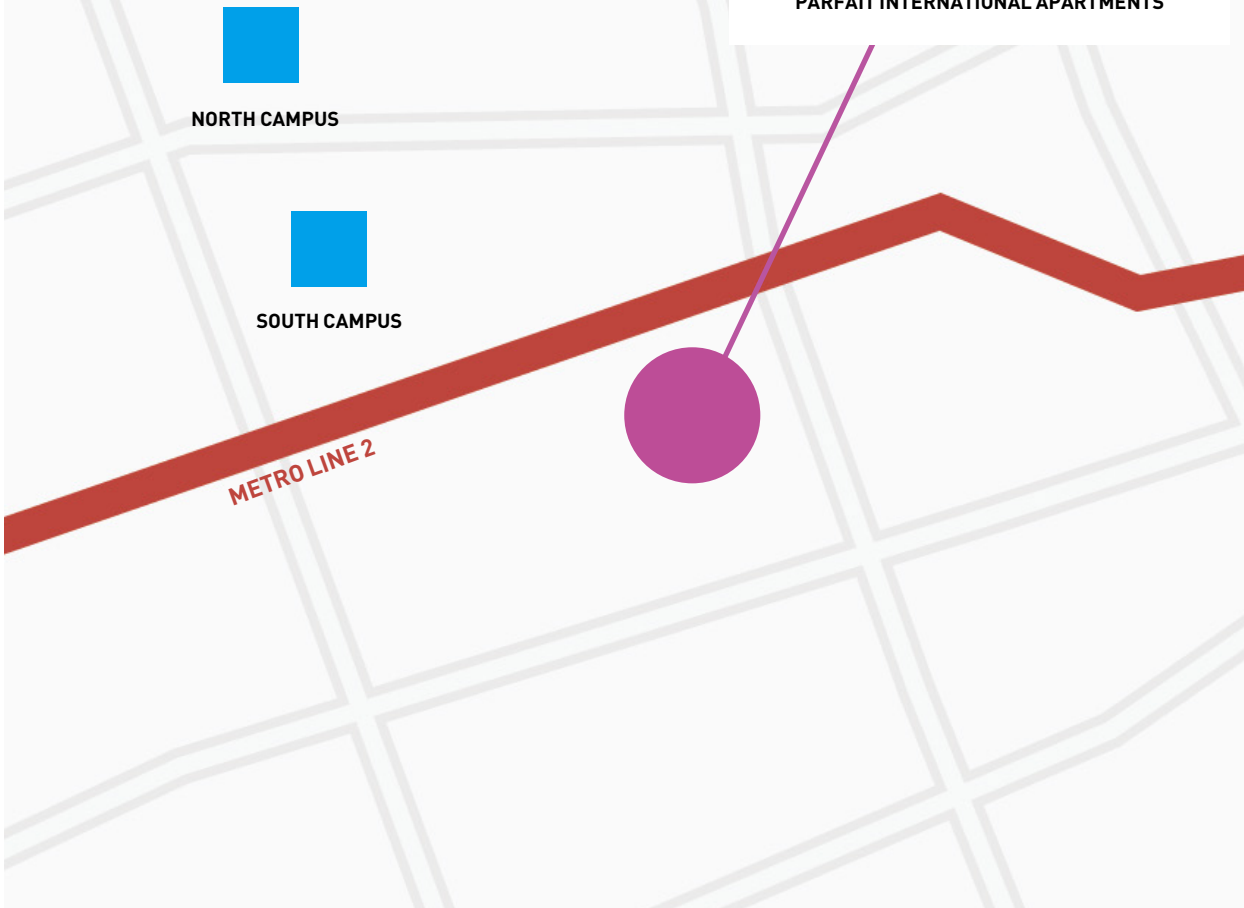 PARFAIT INTERNATIONAL APARTMENTS
NORTH CAMPUS
SOUTH CAMPUS
METRO LINE 2